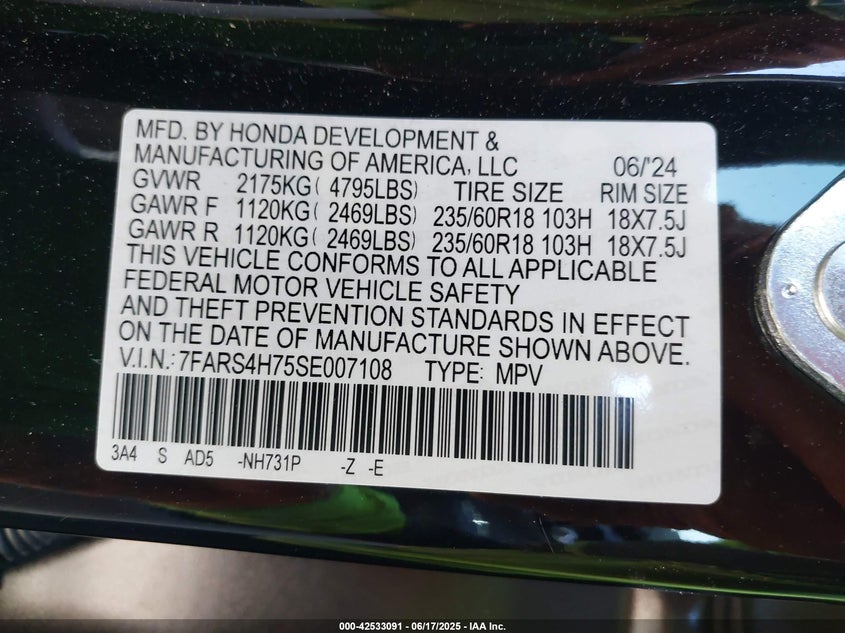 MFD. BY HONDA DEVELOPMENT &
MANUFACTURING OF AMERICA, LLC 06/'24
GVWR 2175KG( 4795LBS) TIRE SIZE RIM SIZE
GAWR F 1120KG( 2469LBS) 235/60R18 103H 18X7.5J
GAWR R 1120KG( 2469LBS) 235/60R18 103H 18X7.5J
THIS VEHICLE CONFORMS TO ALL APPLICABLE
FEDERAL MOTOR VEHICLE SAFETY
AND THEFT PREVENTION STANDARDS IN EFFECT
ON THE DATE OF MANUFACTURE SHOWN ABOVE.
V.I.N.: 7FARS4H75SE007108 TYPE: MPV
3A4 S AD5 -NH731P -Z -E
000-42533091 - 06/17/2025 - IAA Inc.